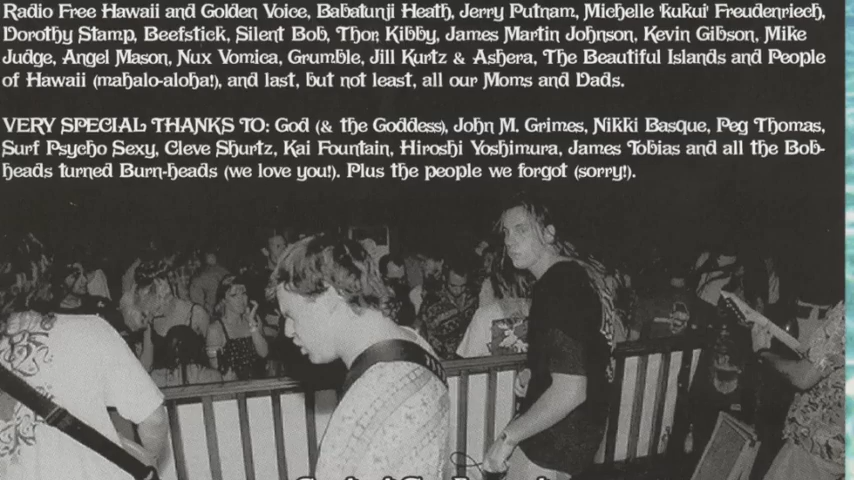 Radio Free Hawaii and Golden Voice, Babatunji Heath, Jerry Putnam, Michelle 'kukui' Freudenriech,
Dorothy Stamp, Beefstick, Silent Bob, Thor, Kibby, James Martin Johnson, Kevin Gibson, Mike
Judge, Angel Mason, Nux Vomica, Grumble, Jill Kurtz & Ashera, The Beautiful Islands and People
of Hawaii (mahalo-aloha!), and last, but not least, all our Moms and Dads.
VERY SPECIAL THANKS TO: God (& the Goddess), John M. Grimes, Nikki Basque, Peg Thomas,
Surf Psycho Sexy, Cleve Shurtz, Kai Fountain, Hiroshi Yoshimura, James Tobias and all the Bob-
heads turned Burn-heads (we love you!). Plus the people we forgot (sorry!).